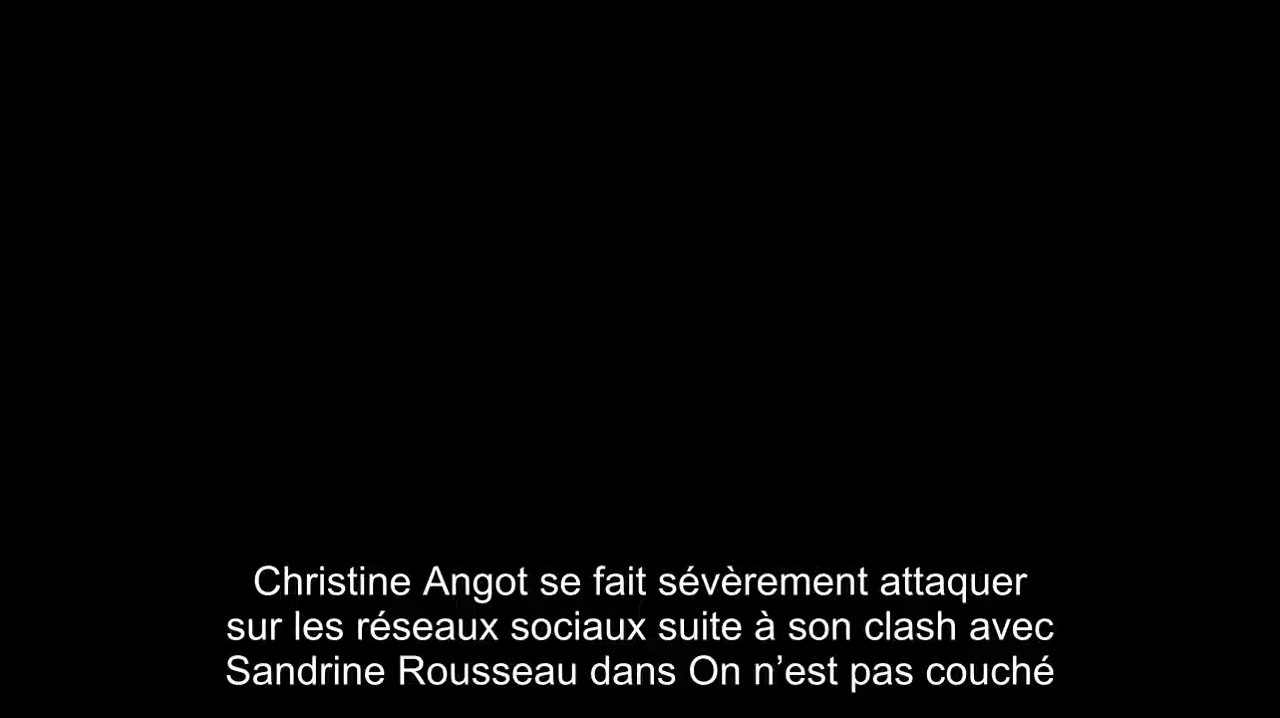 Christine Angot se fait sévèrement attaquer
sur les réseaux sociaux suite à son clash avec
Sandrine Rousseau dans On n’est pas couché